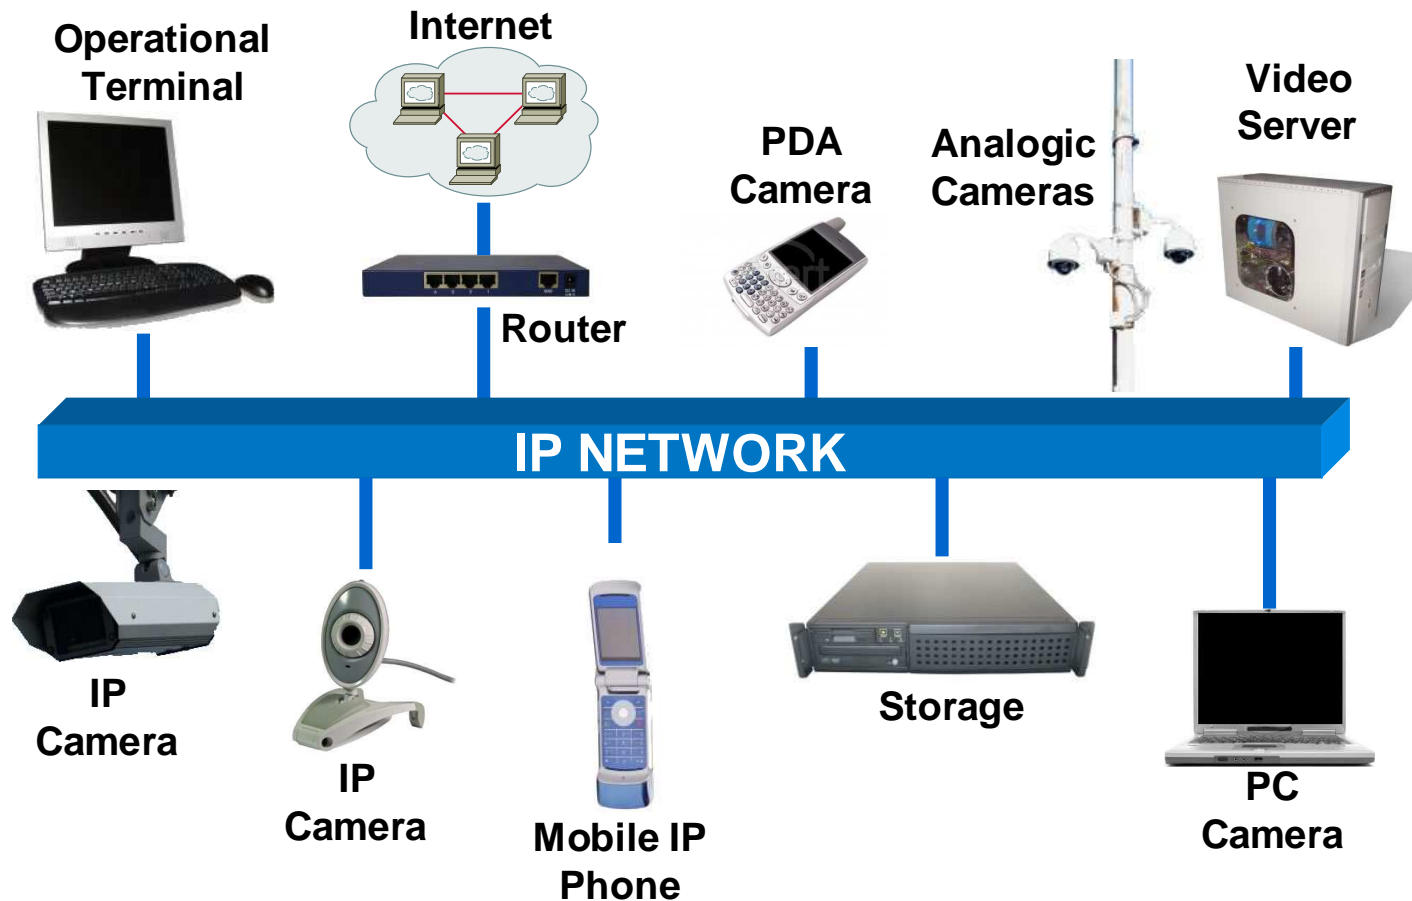 Operational
Terminal
Internet
Router
PDA
Camera
Analogic
Cameras
Video
Server
IP NETWORK
IP
Camera
IP
Camera
Mobile IP
Phone
Storage
PC
Camera